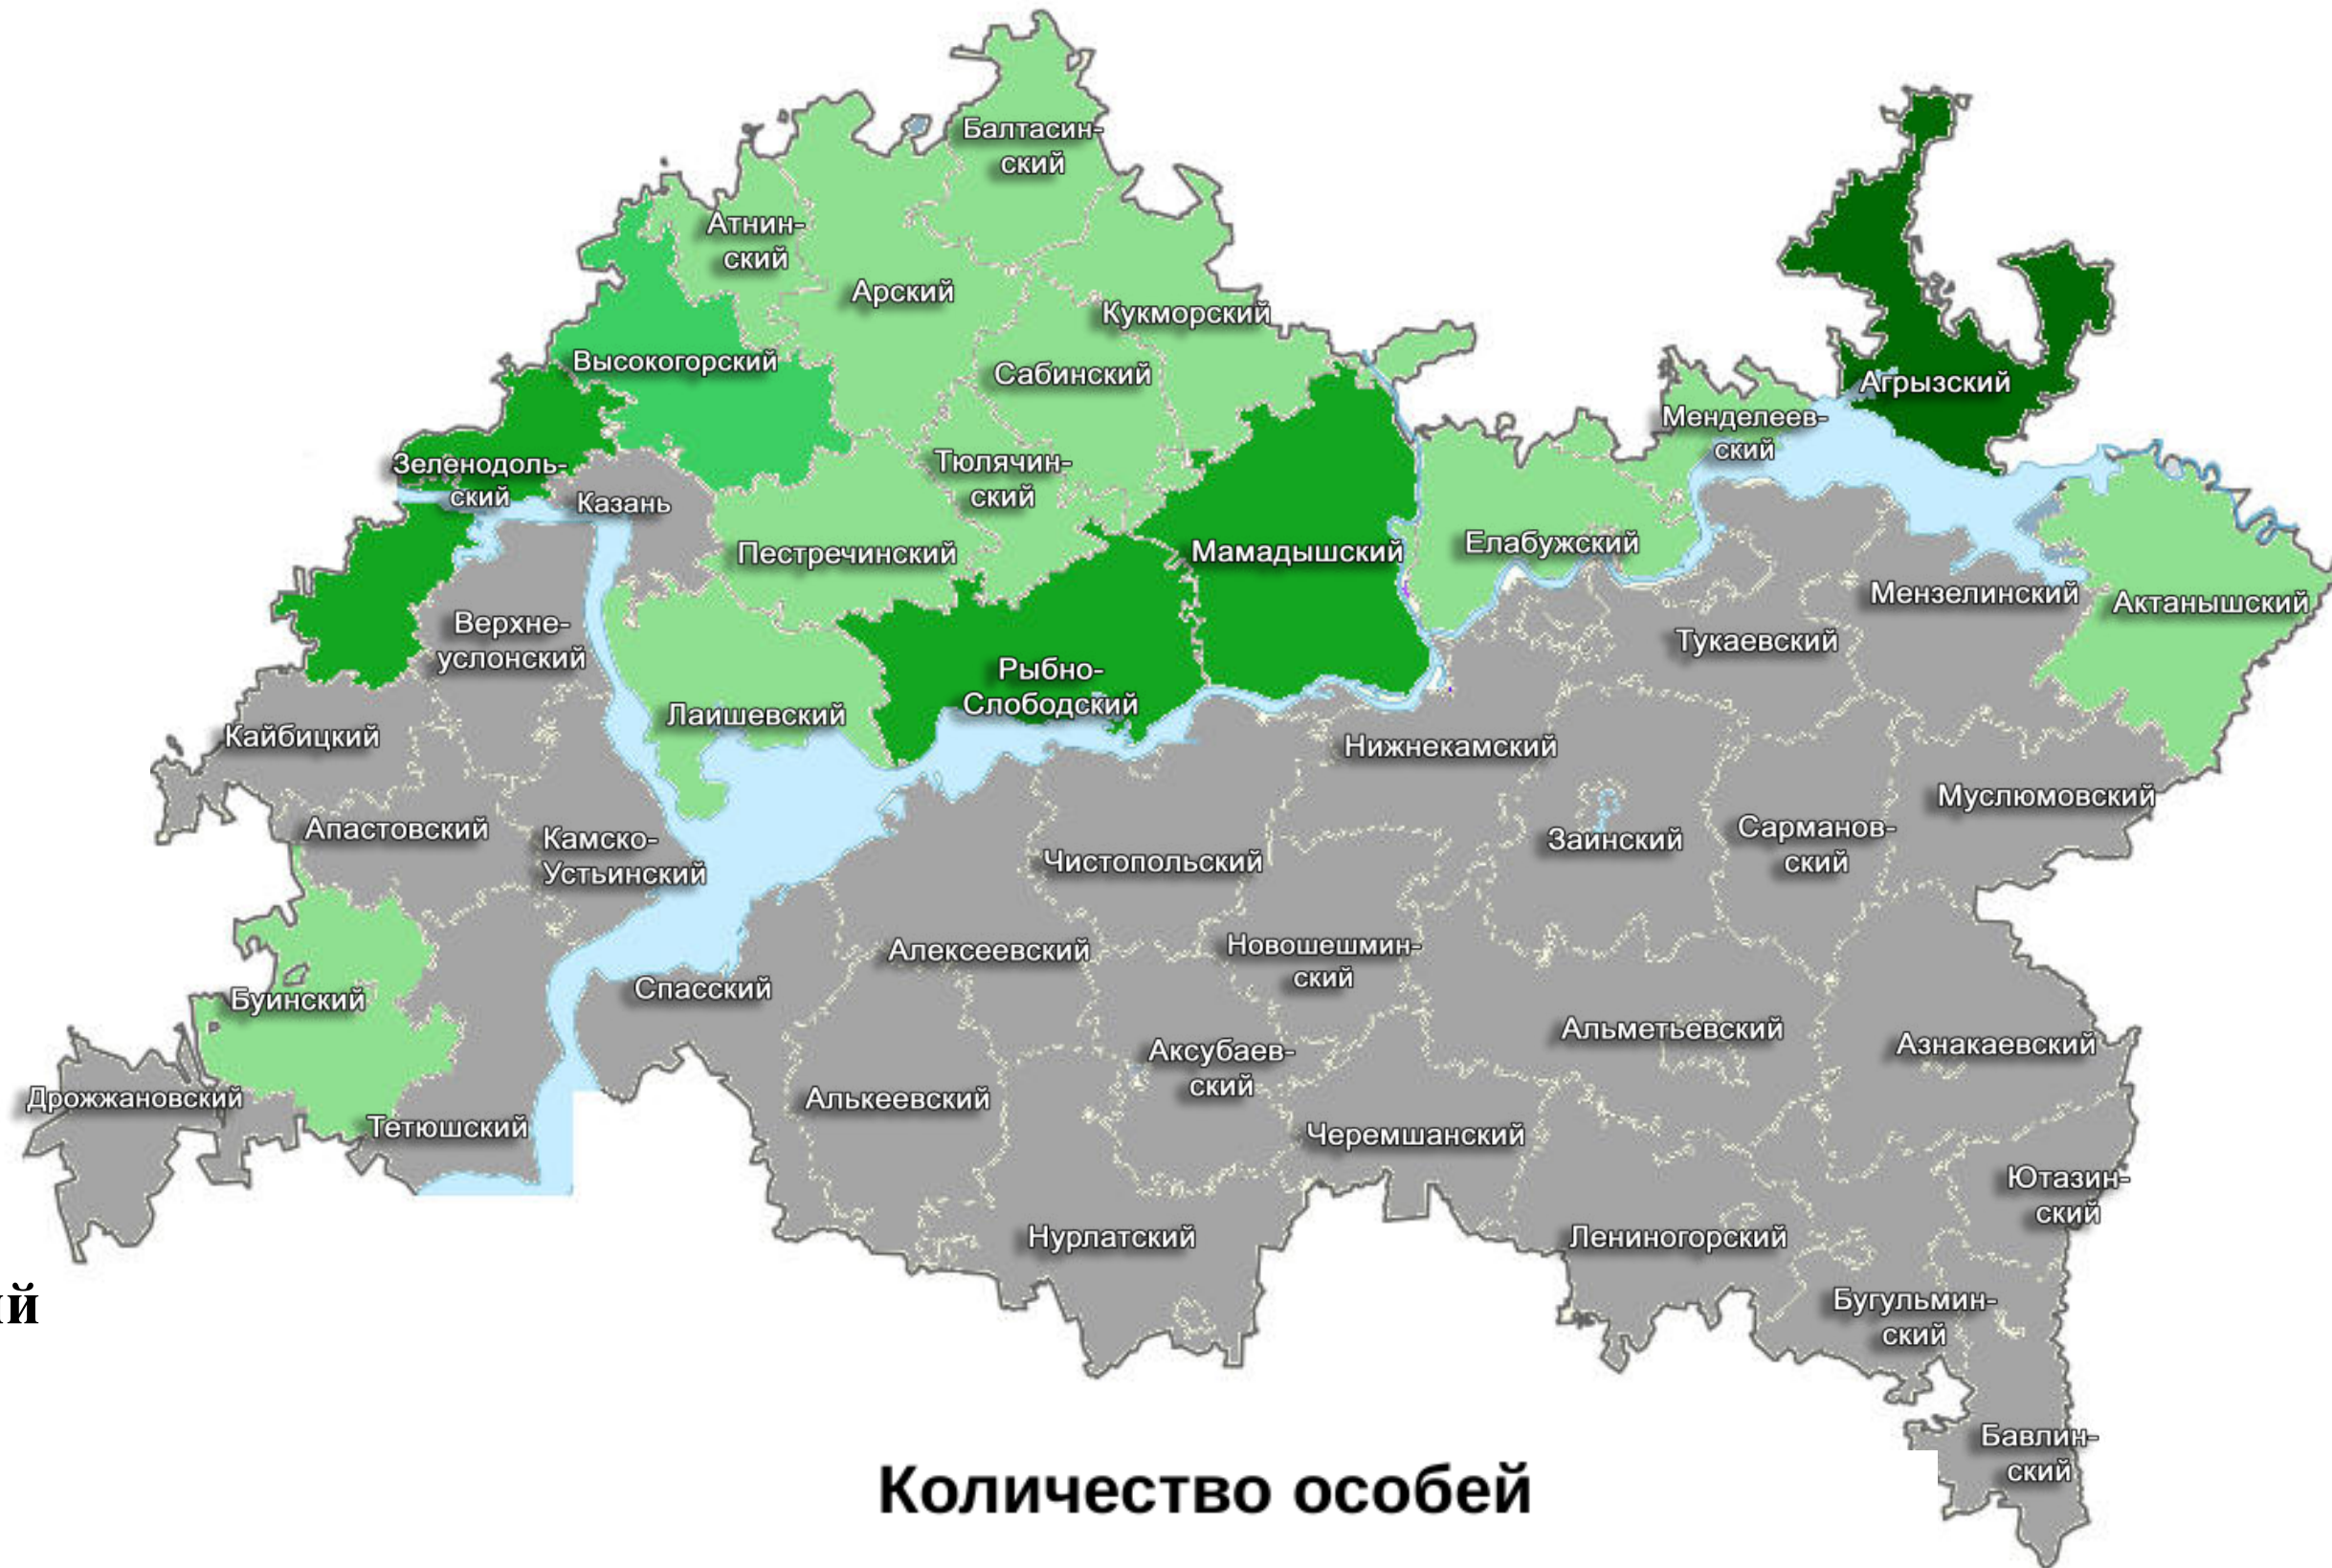 Балтасин-
ский
Атнин-
ский
Арский
Кукморский
Высокогорский
Сабинский
Агрызский
Менделеев-
ский
Зеленодоль-
ский
Тюлячин-
ский
Казань
Пестречинский
Мамадышский
Елабужский
Мензелинский
Актанышский
Верхне-
услонский
Тукаевский
Рыбно-
Слободский
Лаишевский
Кайбицкий
Нижнекамский
Муслюмовский
Апастовский
Камско-
Устьинский
Чистопольский
Заинский
Сарманов-
ский
Алексеевский
Новошешмин-
ский
Буинский
Спасский
Альметьевский
Азнакаевский
Аксубаев-
ский
Дрожжановский
Алькеевский
Тетюшский
Черемшанский
Ютазин-
ский
Нурлатский
Лениногорский
Бугульмин-
ский
Бавлин-
ский
Количество особей